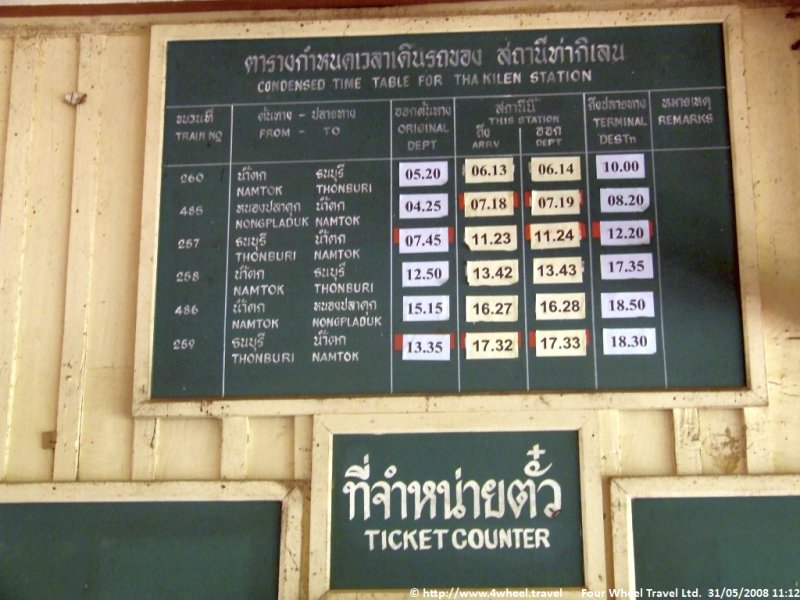 ตารางกำหนดเวลาเดินรถของ สถานีท่ากิเลน
CONDENSED TIME TABLE FOR THAKILEN STATION
ขบวนที่ ต้นทาง - ปลายทาง ออกต้นทาง สถานีนี้ ถึงปลายทาง หมายเหตุ
TRAIN NO FROM - TO ORIGINAL DEPT THIS STATION TERMINAL DESTn REMARKS
ถึง ออก
ARRV DEPT
260 น้ำตก ธนบุรี 05.20 06.13 06.14 10.00
NAMTOK THONBURI
485 หนองปลาดุก น้ำตก 04.25 07.18 07.19 08.20
NONGPLADUK NAMTOK
257 ธนบุรี น้ำตก 07.45 11.23 11.24 12.20
THONBURI NAMTOK
258 น้ำตก ธนบุรี 12.50 13.42 13.43 17.35
NAMTOK THONBURI
486 น้ำตก หนองปลาดุก 15.15 16.27 16.28 18.50
NAMTOK NONGPLADUK
259 ธนบุรี น้ำตก 13.35 17.32 17.33 18.30
THONBURI NAMTOK
ที่จำหน่ายตั๋ว
TICKET COUNTER
© http://www.4wheel.travel Four Wheel Travel Ltd. 31/05/2008 11:12